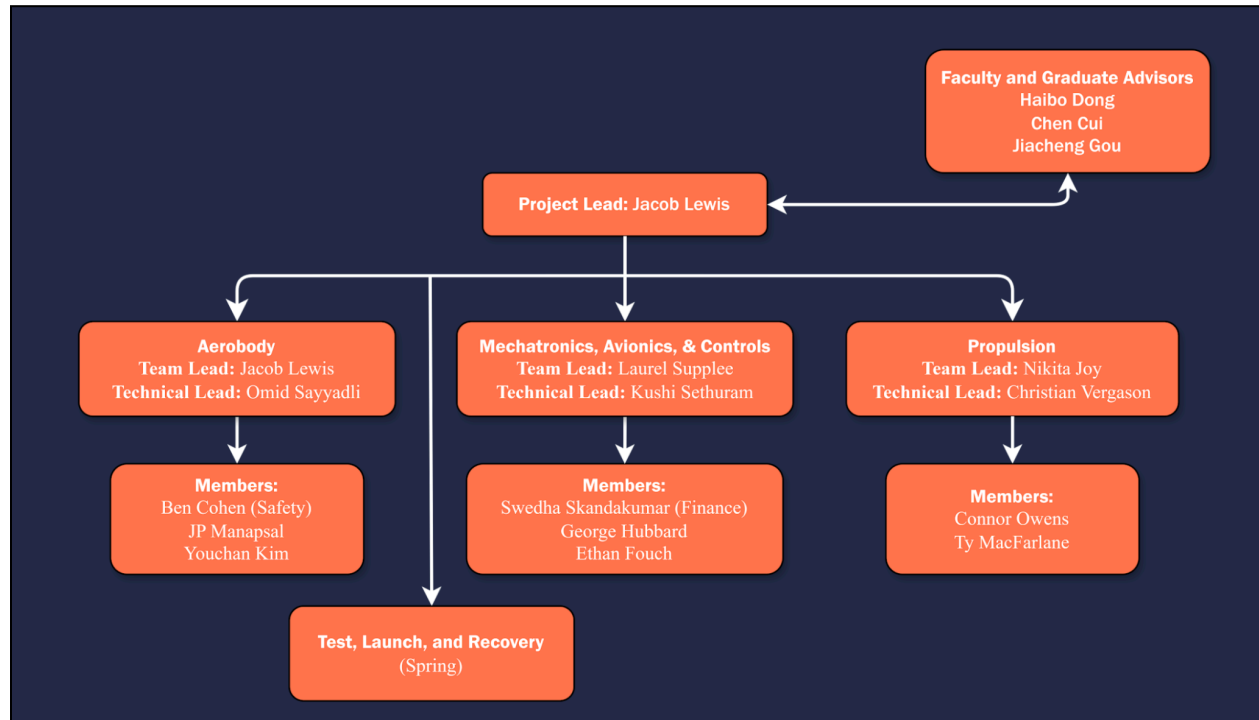 Faculty and Graduate Advisors
Haibo Dong
Chen Cui
Jiacheng Gou
Project Lead: Jacob Lewis
Aerobody
Team Lead: Jacob Lewis
Technical Lead: Omid Sayyadli
Mechatronics, Avionics, & Controls
Team Lead: Laurel Supplee
Technical Lead: Kushi Sethuram
Propulsion
Team Lead: Nikita Joy
Technical Lead: Christian Vergason
Members:
Ben Cohen (Safety)
JP Manapsal
Youchan Kim
Members:
Swedha Skandakumar (Finance)
George Hubbard
Ethan Fouch
Members:
Connor Owens
Ty MacFarlane
Test, Launch, and Recovery
(Spring)